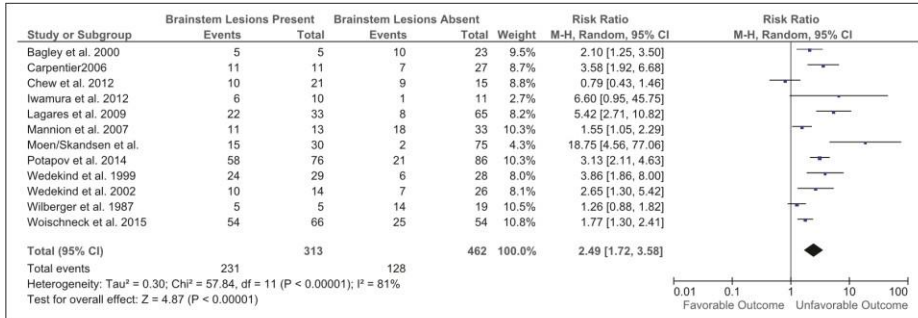 Brainstem Lesions Present Brainstem Lesions Absent Risk Ratio Risk Ratio
Study or Subgroup Events Total Events Total Weight M-H, Random, 95% CI M-H, Random, 95% CI
Bagley et al. 2000 5 5 10 23 9.5% 2.10 [1.25, 3.50]
Carpentier2006 11 11 7 27 8.7% 3.58 [1.92, 6.68]
Chew et al. 2012 10 21 9 15 8.8% 0.79 [0.43, 1.46]
Iwamura et al. 2012 6 10 1 11 2.7% 6.60 [0.95, 45.75]
Lagares et al. 2009 22 33 8 65 8.2% 5.42 [2.71, 10.82]
Mannion et al. 2007 11 13 18 33 10.3% 1.55 [1.05, 2.29]
Moen/Skandsen et al. 15 30 2 75 4.3% 18.75 [4.56, 77.06]
Potapov et al. 2014 58 76 21 86 10.2% 3.13 [2.11, 4.63]
Wedekind et al. 1999 24 29 6 28 8.0% 3.86 [1.86, 8.00]
Wedekind et al. 2002 10 14 7 26 8.2% 2.65 [1.30, 5.42]
Wilberger et al. 1987 5 5 14 19 10.4% 1.26 [0.88, 1.82]
Woischneck et al. 2015 54 66 25 54 10.8% 1.77 [1.30, 2.41]
Total (95% CI) 313 462 100.0% 2.49 [1.72, 3.58]
Total events 231 128
Heterogeneity: Tau² = 0.30; Chi² = 57.84, df = 11 (P < 0.00001); I² = 81%
Test for overall effect: Z = 4.87 (P < 0.00001)
0.01 0.1 1 10 100
Favorable Outcome Unfavorable Outcome